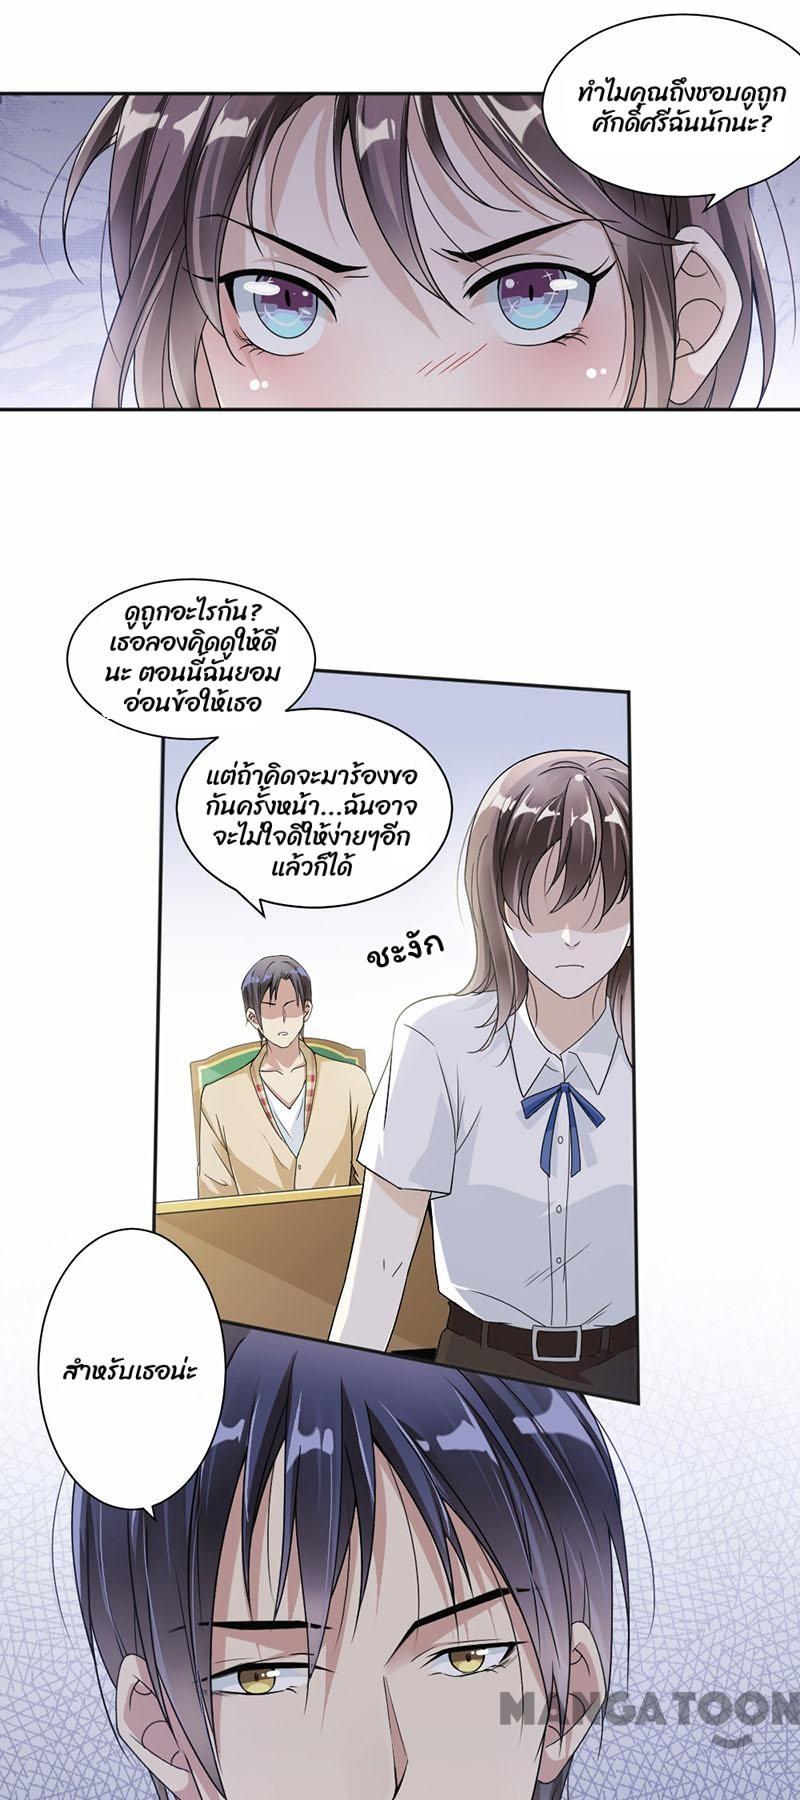 ทำไมคุณถึงชอบดูถูก
ศักดิ์ศรีฉันนักนะ?
ดูถูกอะไรกัน?
เธอลองคิดดูให้ดี
นะ ตอนนี้ฉันยอม
อ่อนข้อให้เธอ
แต่ถ้าคิดจะมาร้องขอ
กันครั้งหน้า...ฉันอาจ
จะไม่ใจดีให้ง่ายๆอีก
แล้วก็ได้
ชะงัก
สำหรับเธอน่ะ
MANGATOON